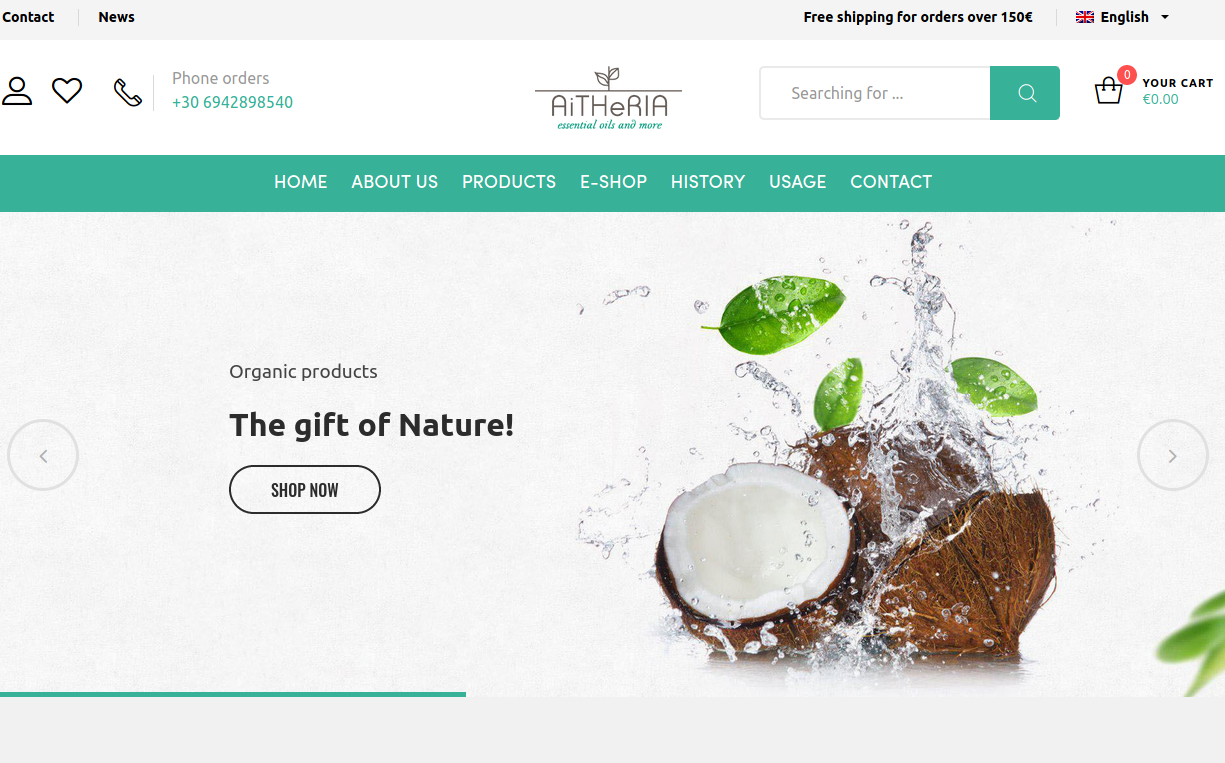 Contact
News
Free shipping for orders over 150€
English
Phone orders
+30 6942898540
AiTHeRIA
essential oils and more
Searching for ...
0
YOUR CART
€0.00
HOME ABOUT US PRODUCTS E-SHOP HISTORY USAGE CONTACT
Organic products
The gift of Nature!
SHOP NOW